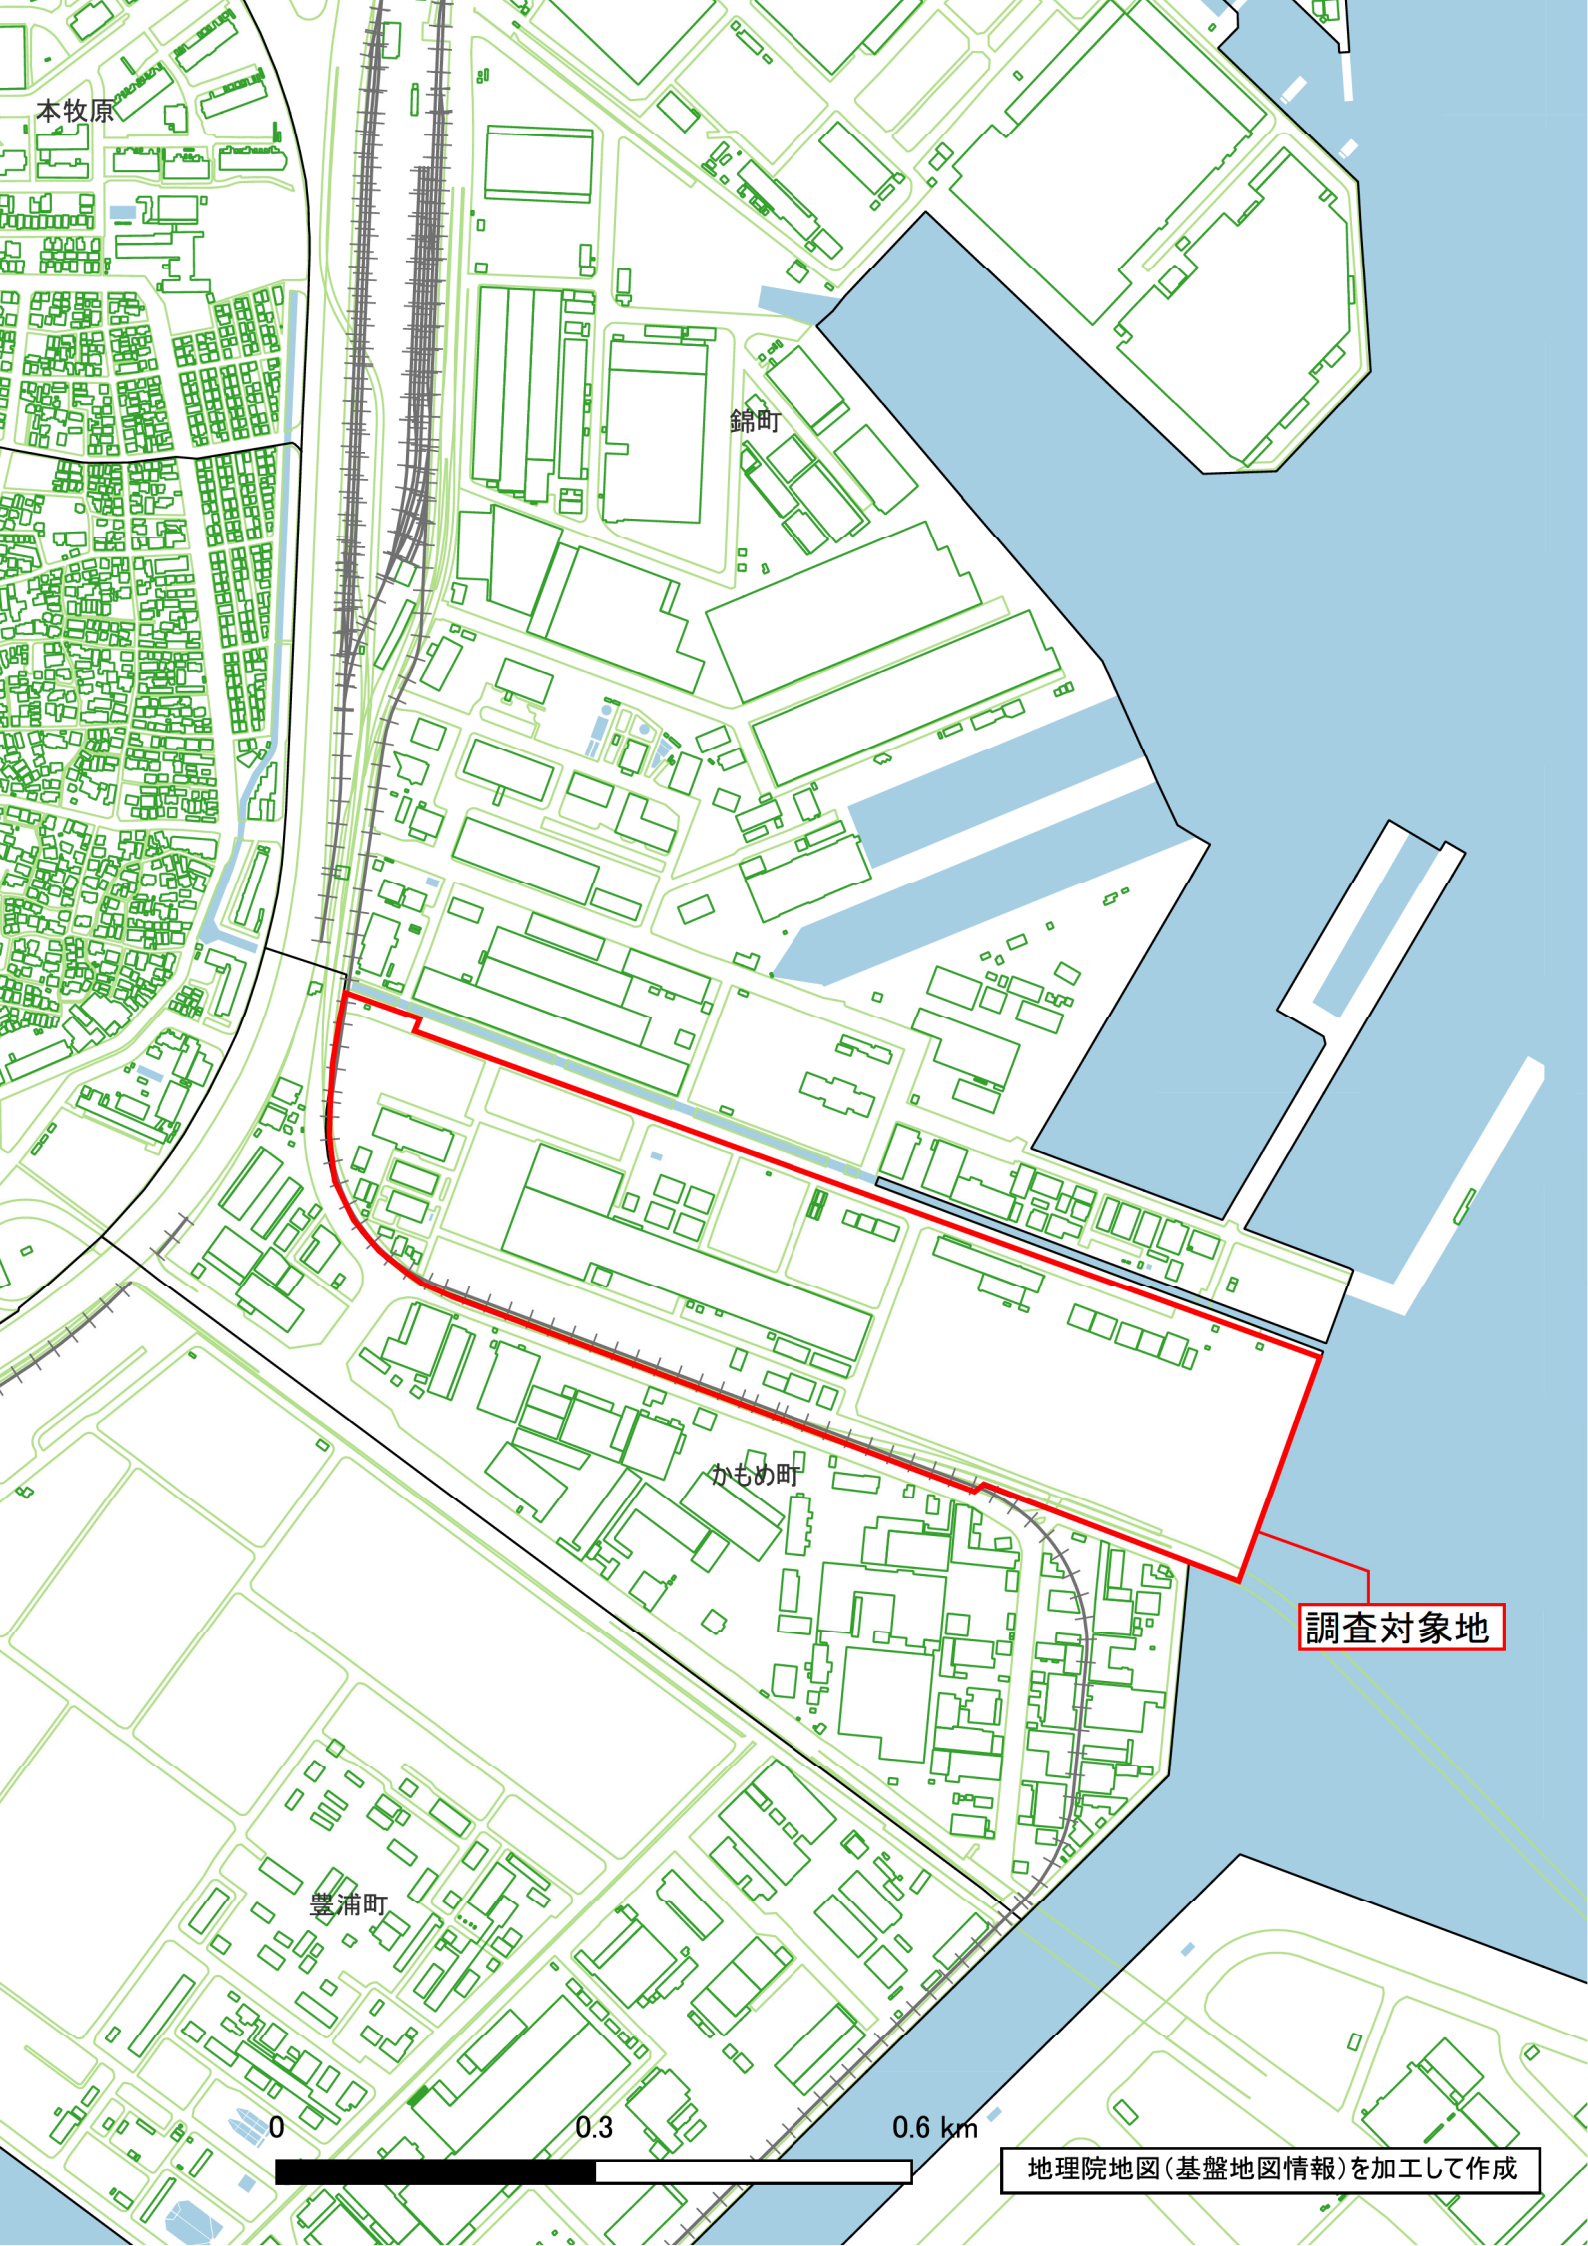 本牧原
錦町
かもめ町
調査対象地
豊浦町
0 0.3 0.6 km
地理院地図(基盤地図情報)を加工して作成